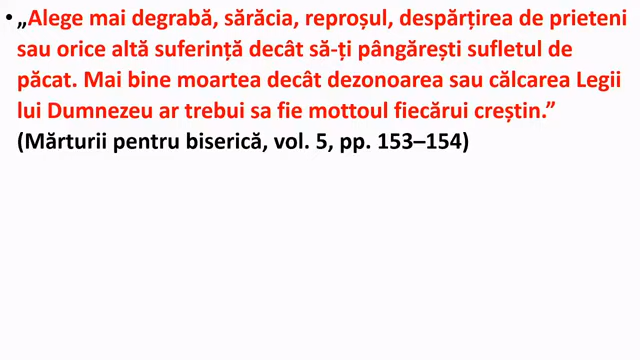 • „Alege mai degrabă, sărăcia, reproșul, despărțirea de prieteni
sau orice altă suferință decât să-ți pângărești sufletul de
păcat. Mai bine moartea decât dezonoarea sau călcarea Legii
lui Dumnezeu ar trebui sa fie mottoul fiecărui creștin.”
(Mărturii pentru biserică, vol. 5, pp. 153–154)